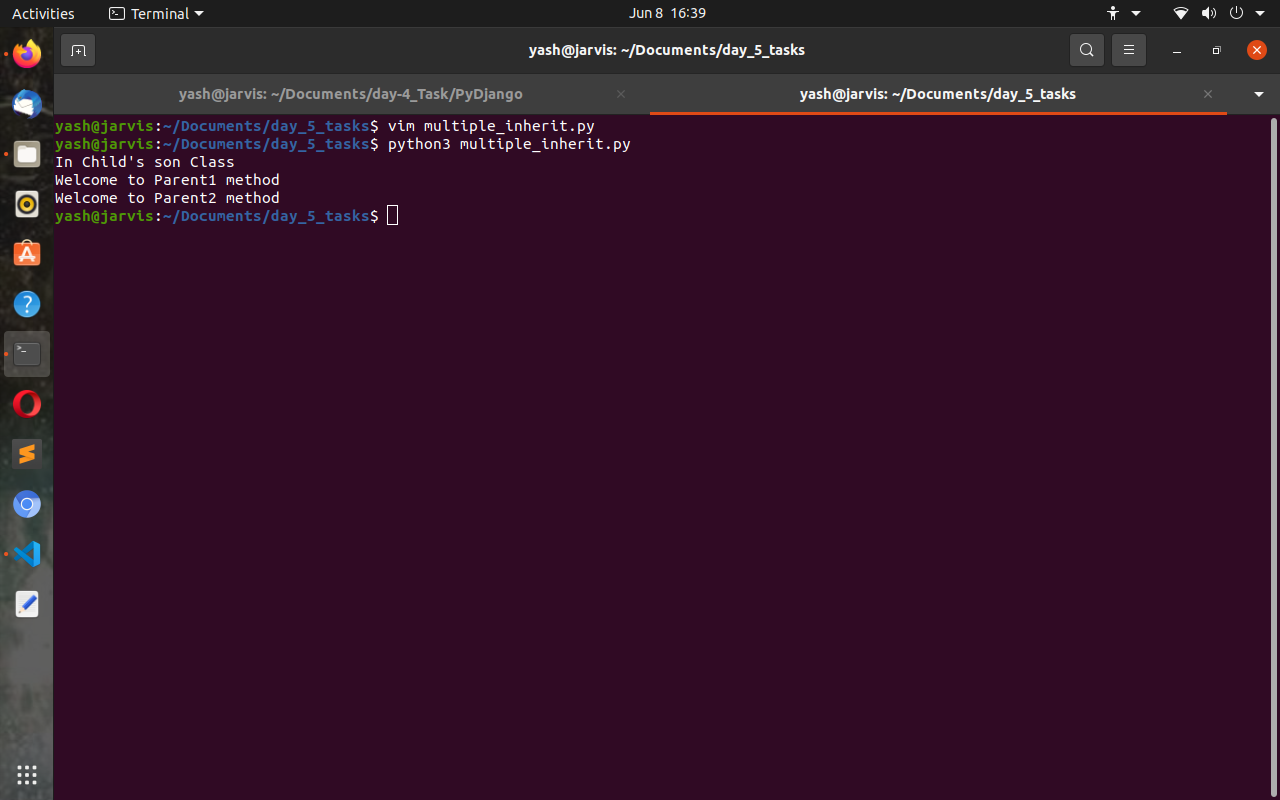 Activities Terminal Jun 8 16:39
yash@jarvis: ~/Documents/day_5_tasks
yash@jarvis: ~/Documents/day-4_Task/PyDjango yash@jarvis: ~/Documents/day_5_tasks
yash@jarvis:~/Documents/day_5_tasks$ vim multiple_inherit.py
yash@jarvis:~/Documents/day_5_tasks$ python3 multiple_inherit.py
In Child's son Class
Welcome to Parent1 method
Welcome to Parent2 method
yash@jarvis:~/Documents/day_5_tasks$